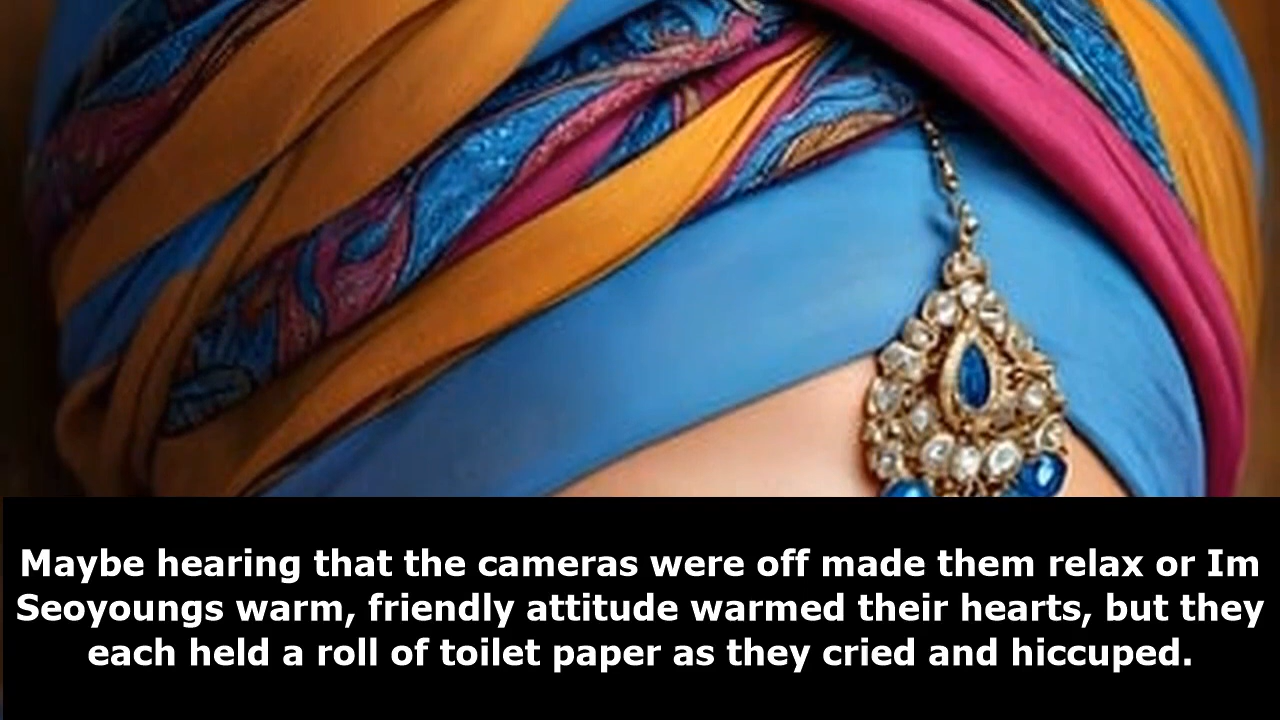 Maybe hearing that the cameras were off made them relax or Im
Seoyoungs warm, friendly attitude warmed their hearts, but they
each held a roll of toilet paper as they cried and hiccuped.